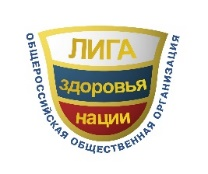 ЛИГА
здоровья
нации
ОБЩЕРОССИЙСКАЯ ОБЩЕСТВЕННАЯ ОРГАНИЗАЦИЯ